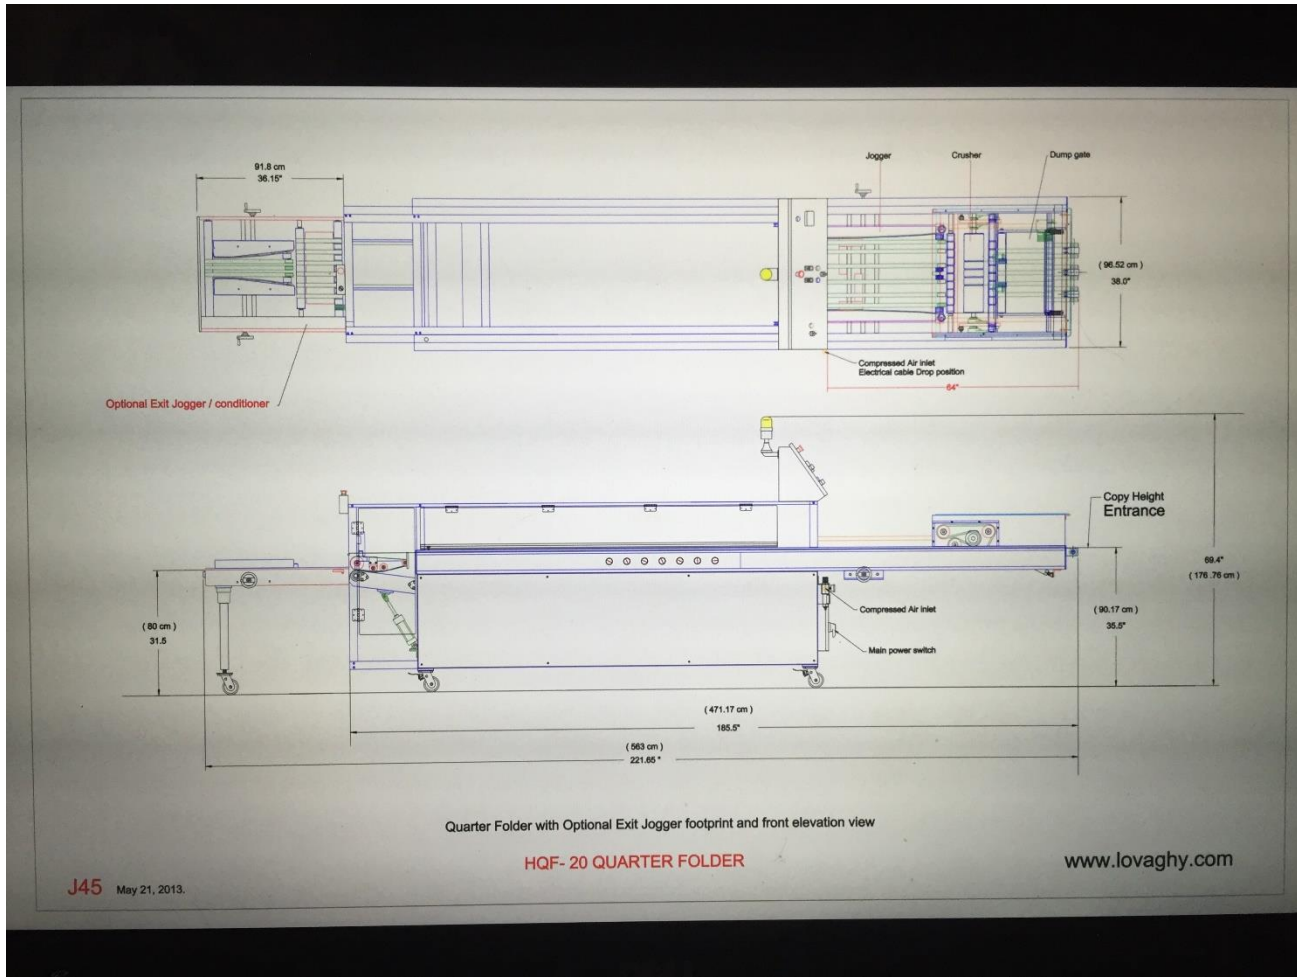 91.8 cm
36.15"
Jogger
Crusher
Dump gate
( 96.52 cm )
38.0"
Compressed Air inlet
Electrical cable Drop position
64"
Optional Exit Jogger / conditioner
Copy Height
Entrance
69.4"
( 176 .76 cm )
( 80 cm )
31.5
Compressed Air inlet
( 90.17 cm )
35.5"
Main power switch
( 471.17 cm )
185.5"
( 563 cm )
221.65 "
Quarter Folder with Optional Exit Jogger footprint and front elevation view
HQF- 20 QUARTER FOLDER
www.lovaghy.com
J45 May 21, 2013.